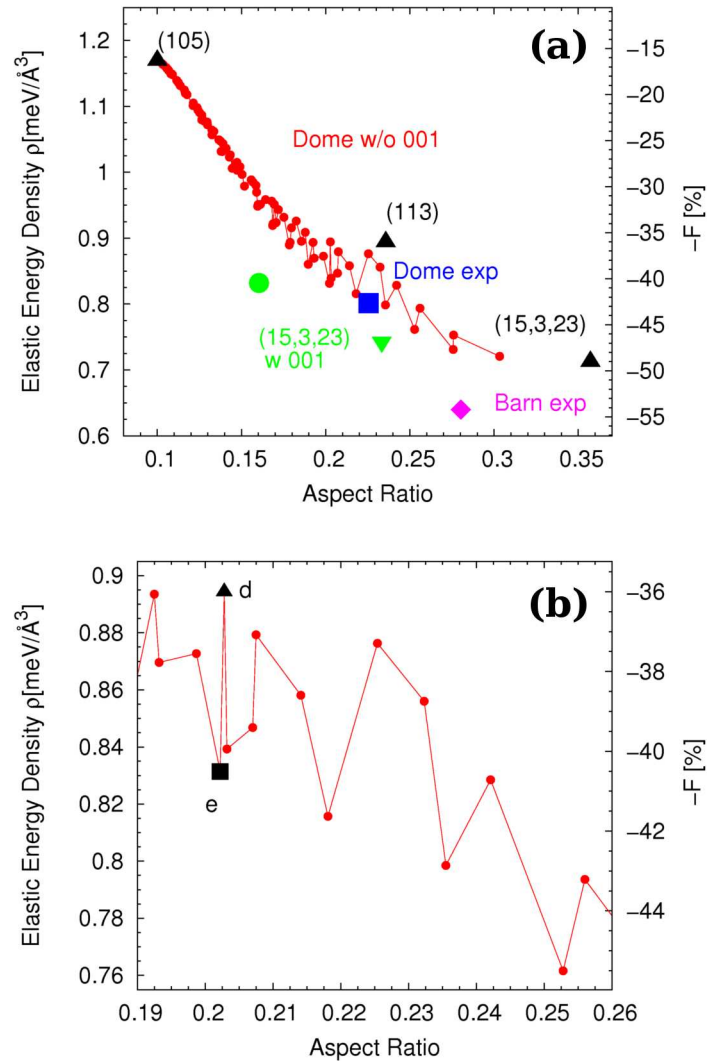 (a)
1.2
1.1
1
0.9
0.8
0.7
0.6
Elastic Energy Density ρ[meV/Å³]
(105)
Dome w/o 001
(113)
Dome exp
(15,3,23)
w 001
(15,3,23)
Barn exp
−15
−20
−25
−30
−35
−40
−45
−50
−55
−F [%]
0.1 0.15 0.2 0.25 0.3 0.35
Aspect Ratio
(b)
0.9
0.88
0.86
0.84
0.82
0.8
0.78
0.76
Elastic Energy Density ρ[meV/Å³]
d
e
−36
−38
−40
−42
−44
−F [%]
0.19 0.2 0.21 0.22 0.23 0.24 0.25 0.26
Aspect Ratio